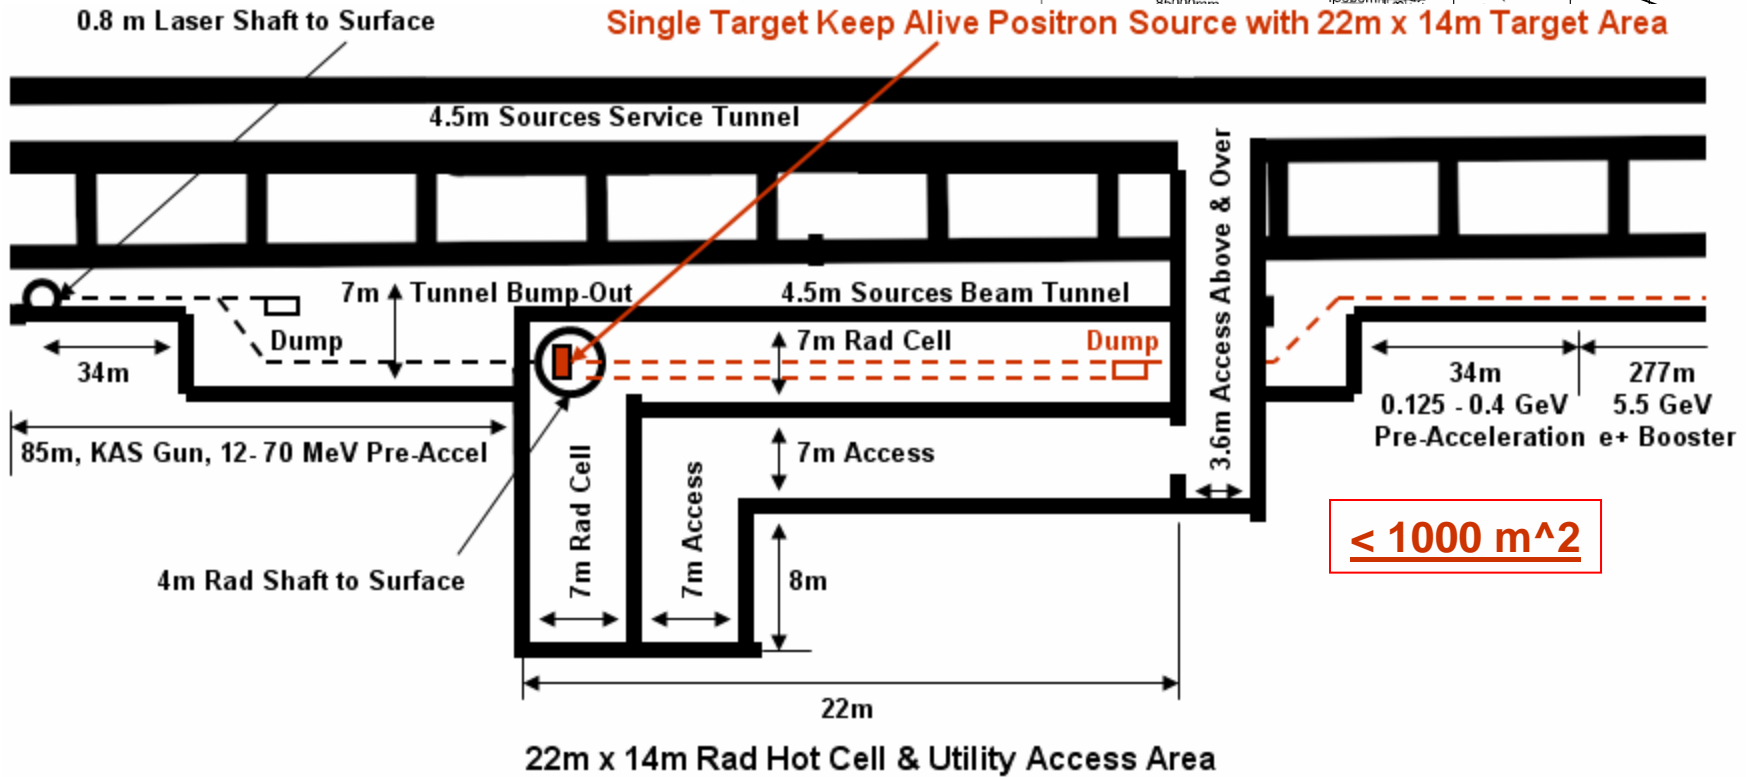 0.8 m Laser Shaft to Surface
Single Target Keep Alive Positron Source with 22m x 14m Target Area
4.5m Sources Service Tunnel
3.6m Access Above & Over
7m Tunnel Bump-Out
4.5m Sources Beam Tunnel
Dump
7m Rad Cell
Dump
34m
85m, KAS Gun, 12-70 MeV Pre-Accel
34m
277m
0.125 - 0.4 GeV
5.5 GeV
Pre-Acceleration
e+ Booster
7m Access
7m Rad Cell
7m Access
< 1000 m^2
4m Rad Shaft to Surface
8m
22m
22m x 14m Rad Hot Cell & Utility Access Area